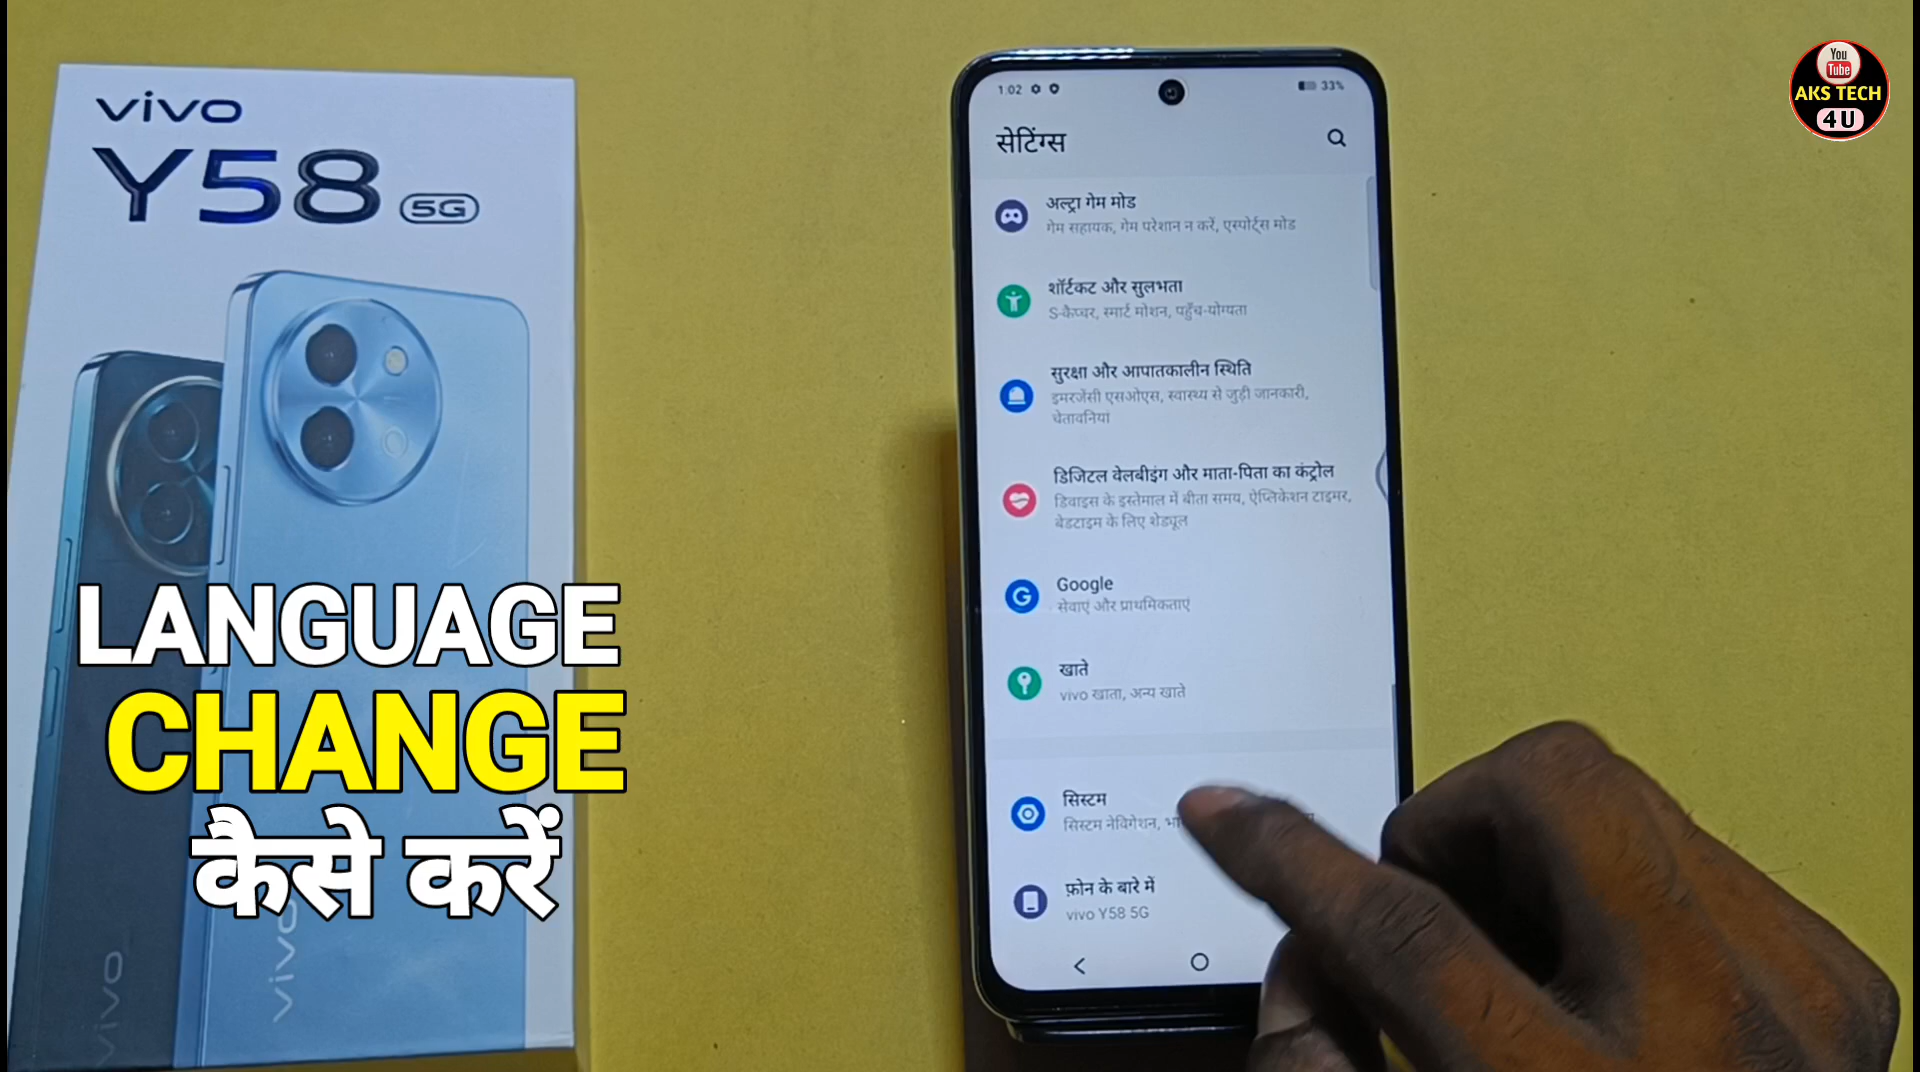 vivo
Y58 5G
LANGUAGE
CHANGE
कैसे करें
vivo
vivo
1:02
33%
सेटिंग्स
अल्ट्रा गेम मोड
गेम सहायक, गेम परेशान न करें, एस्पोर्ट्स मोड
शॉर्टकट और सुलभता
S-कैप्चर, स्मार्ट मोशन, पहुँच-योग्यता
सुरक्षा और आपातकालीन स्थिति
इमरजेंसी एसओएस, स्वास्थ्य से जुड़ी जानकारी,
चेतावनियां
डिजिटल वेलबीइंग और माता-पिता का कंट्रोल
डिवाइस के इस्तेमाल में बीता समय, ऐप्लिकेशन टाइमर,
बेडटाइम के लिए शेड्यूल
Google
सेवाएं और प्राथमिकताएं
खाते
vivo खाता, अन्य खाते
सिस्टम
सिस्टम नेविगेशन,
फ़ोन के बारे में
vivo Y58 5G
You
Tube
AKS TECH
4 U